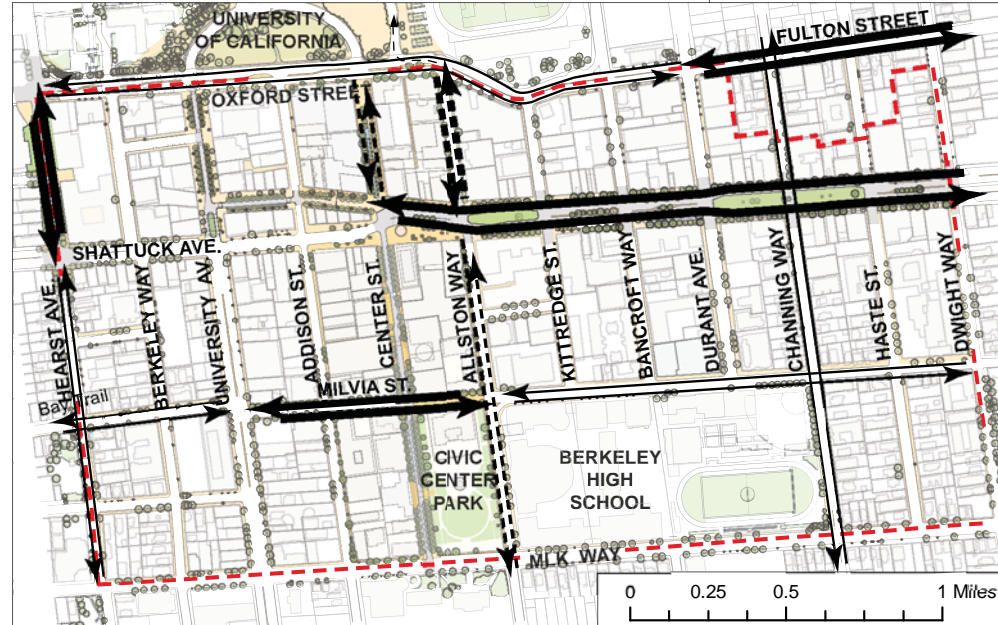 UNIVERSITY
OF CALIFORNIA
FULTON STREET
OXFORD STREET
SHATTUCK AVE.
HEARST AVE.
BERKELEY WAY
UNIVERSITY AV.
ADDISON ST.
CENTER ST.
ALLSTON WAY
KITTREDGE ST.
BANCROFT WAY
DURANT AVE.
CHANNING WAY
HASTE ST.
DWIGHT WAY
MILVIA ST.
Bay Trail
CIVIC
CENTER
PARK
BERKELEY
HIGH
SCHOOL
MLK WAY
0 0.25 0.5 1 Miles